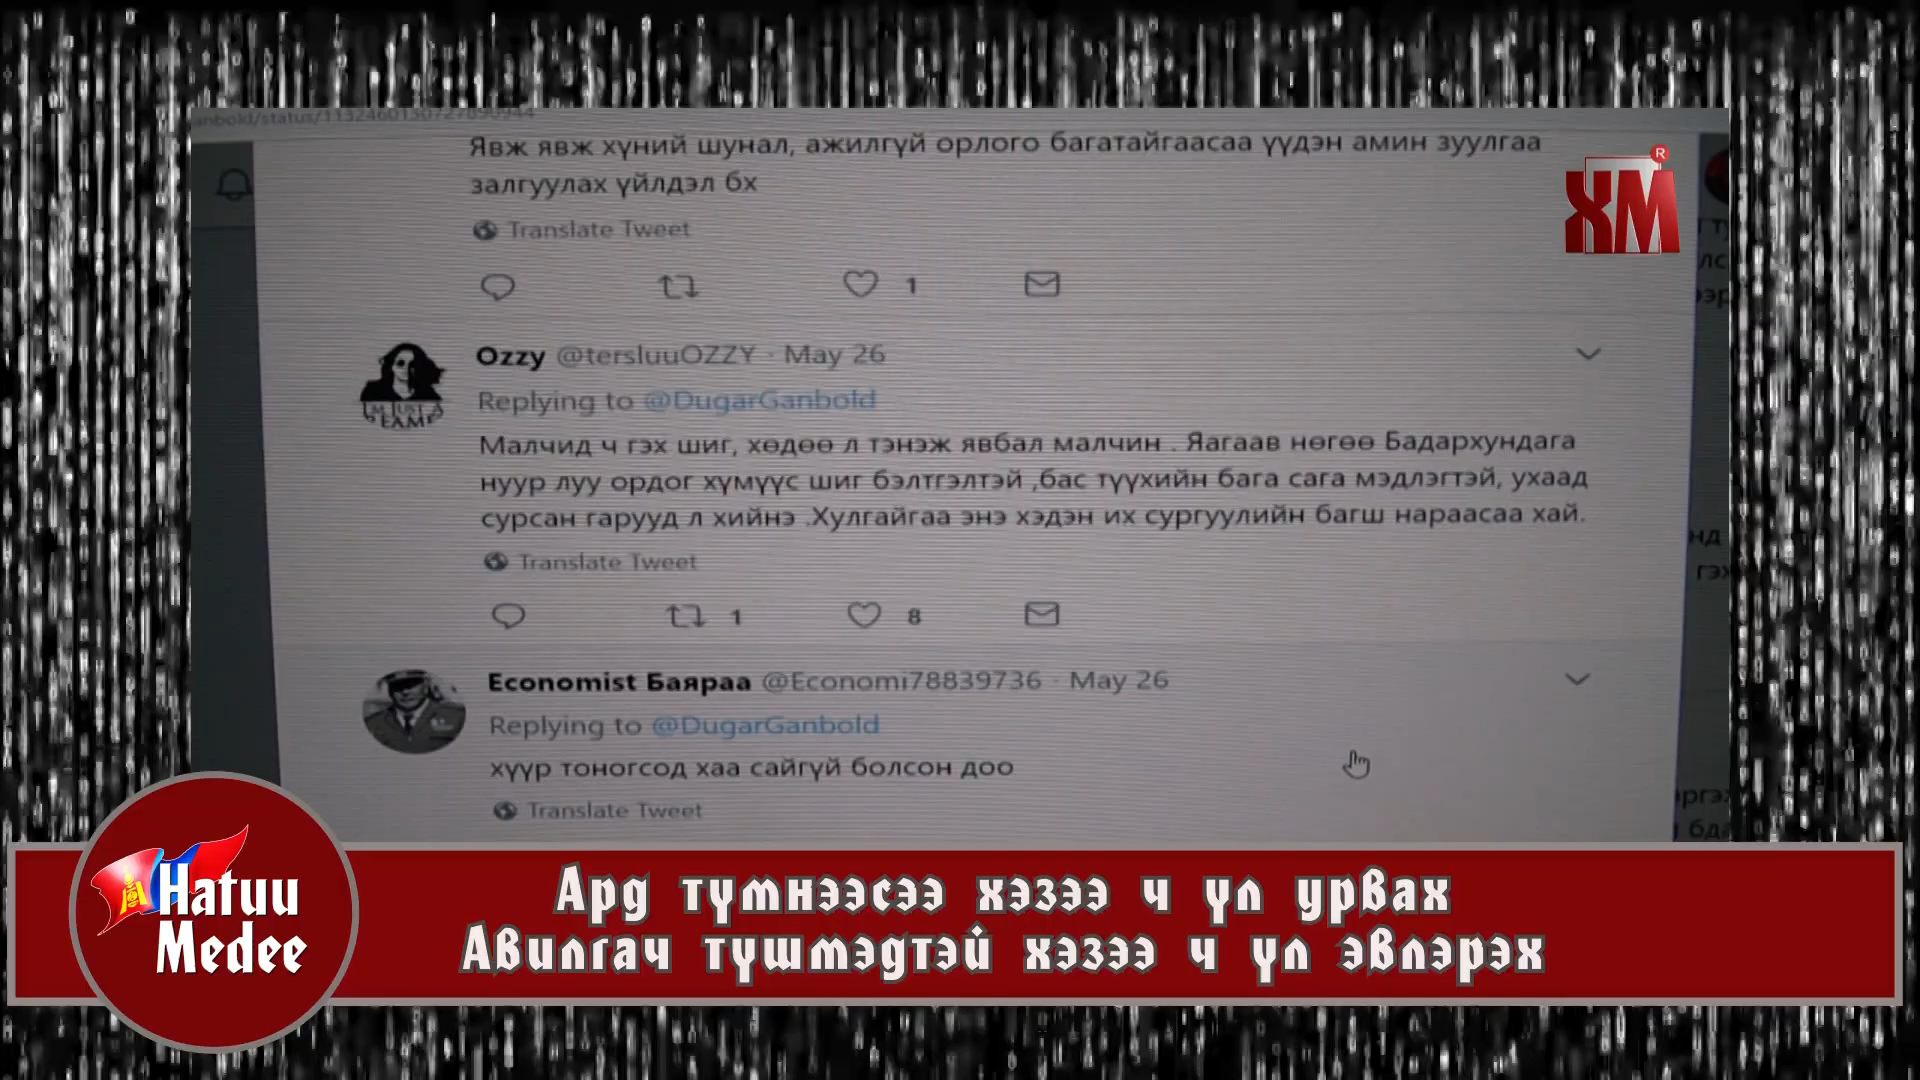 anbold/status/1132460130727890944
Явж явж хүний шунал, ажилгүй орлого багатайгаасаа үүдэн амин зуулгаа
залгуулах үйлдэл бх
Translate Tweet
1
ХМ
R
Ozzy @tersluuOZZY · May 26
Replying to @DugarGanbold
Малчид ч гэх шиг, хөдөө л тэнэж явбал малчин . Яагаав нөгөө Бадархундага
нуур луу ордог хүмүүс шиг бэлтгэлтэй ,бас түүхийн бага сага мэдлэгтэй, ухаад
сурсан гарууд л хийнэ .Хулгайгаа энэ хэдэн их сургуулийн багш нараасаа хай.
Translate Tweet
1 8
Economist Баяраа @Economi78839736 · May 26
Replying to @DugarGanbold
хүүр тоногсод хаа сайгүй болсон доо
Translate Tweet
Hatuu
Medee
Ард түмнээсээ хэзээ ч үл урвах
Авилгач түшмэдтэй хэзээ ч үл эвлэрэх